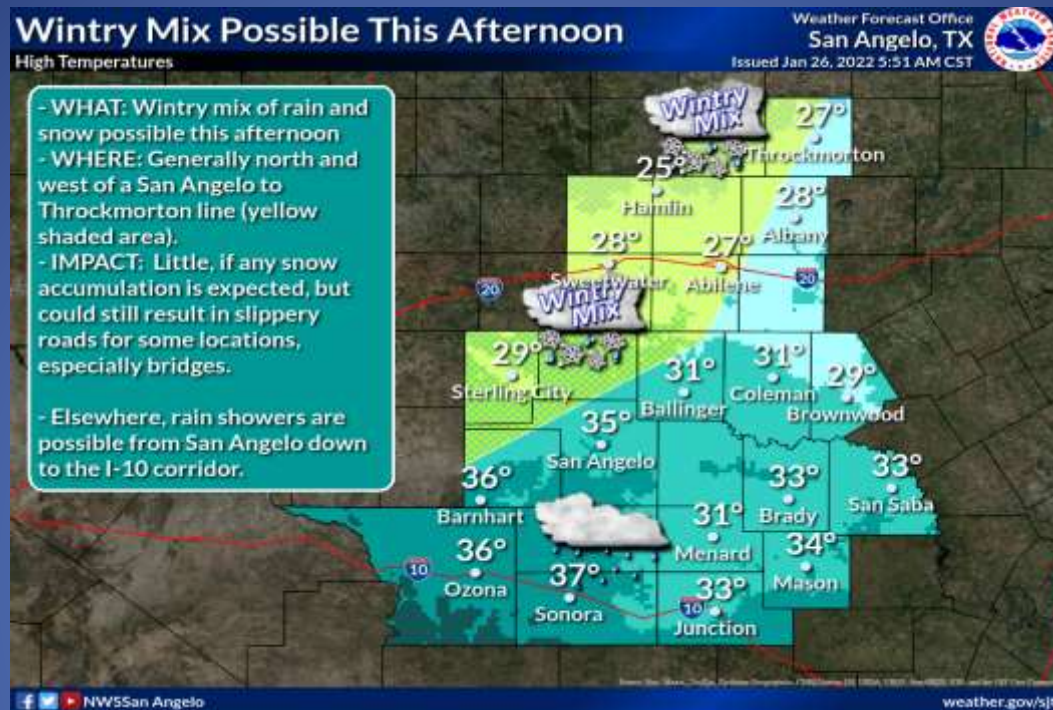 Wintry Mix Possible This Afternoon
High Temperatures
Weather Forecast Office
San Angelo, TX
Issued Jan 26, 2022 5:51 AM CST
- WHAT: Wintry mix of rain and
snow possible this afternoon
- WHERE: Generally north and
west of a San Angelo to
Throckmorton line (yellow
shaded area).
- IMPACT: Little, if any snow
accumulation is expected, but
could still result in slippery
roads for some locations,
especially bridges.
- Elsewhere, rain showers are
possible from San Angelo down
to the I-10 corridor.
Wintry
Mix
27°
Throckmorton
25°
Hamlin
28°
Albany
28°
Sweetwater
27°
Abilene
20
20
Wintry
Mix
29°
Sterling City
31°
Ballinger
31°
Coleman
29°
Brownwood
35°
San Angelo
36°
Barnhart
33°
Brady
33°
San Saba
31°
Menard
36°
Ozona
10
37°
Sonora
34°
Mason
33°
10
Junction
NWSSan Angelo
weather.gov/sjt